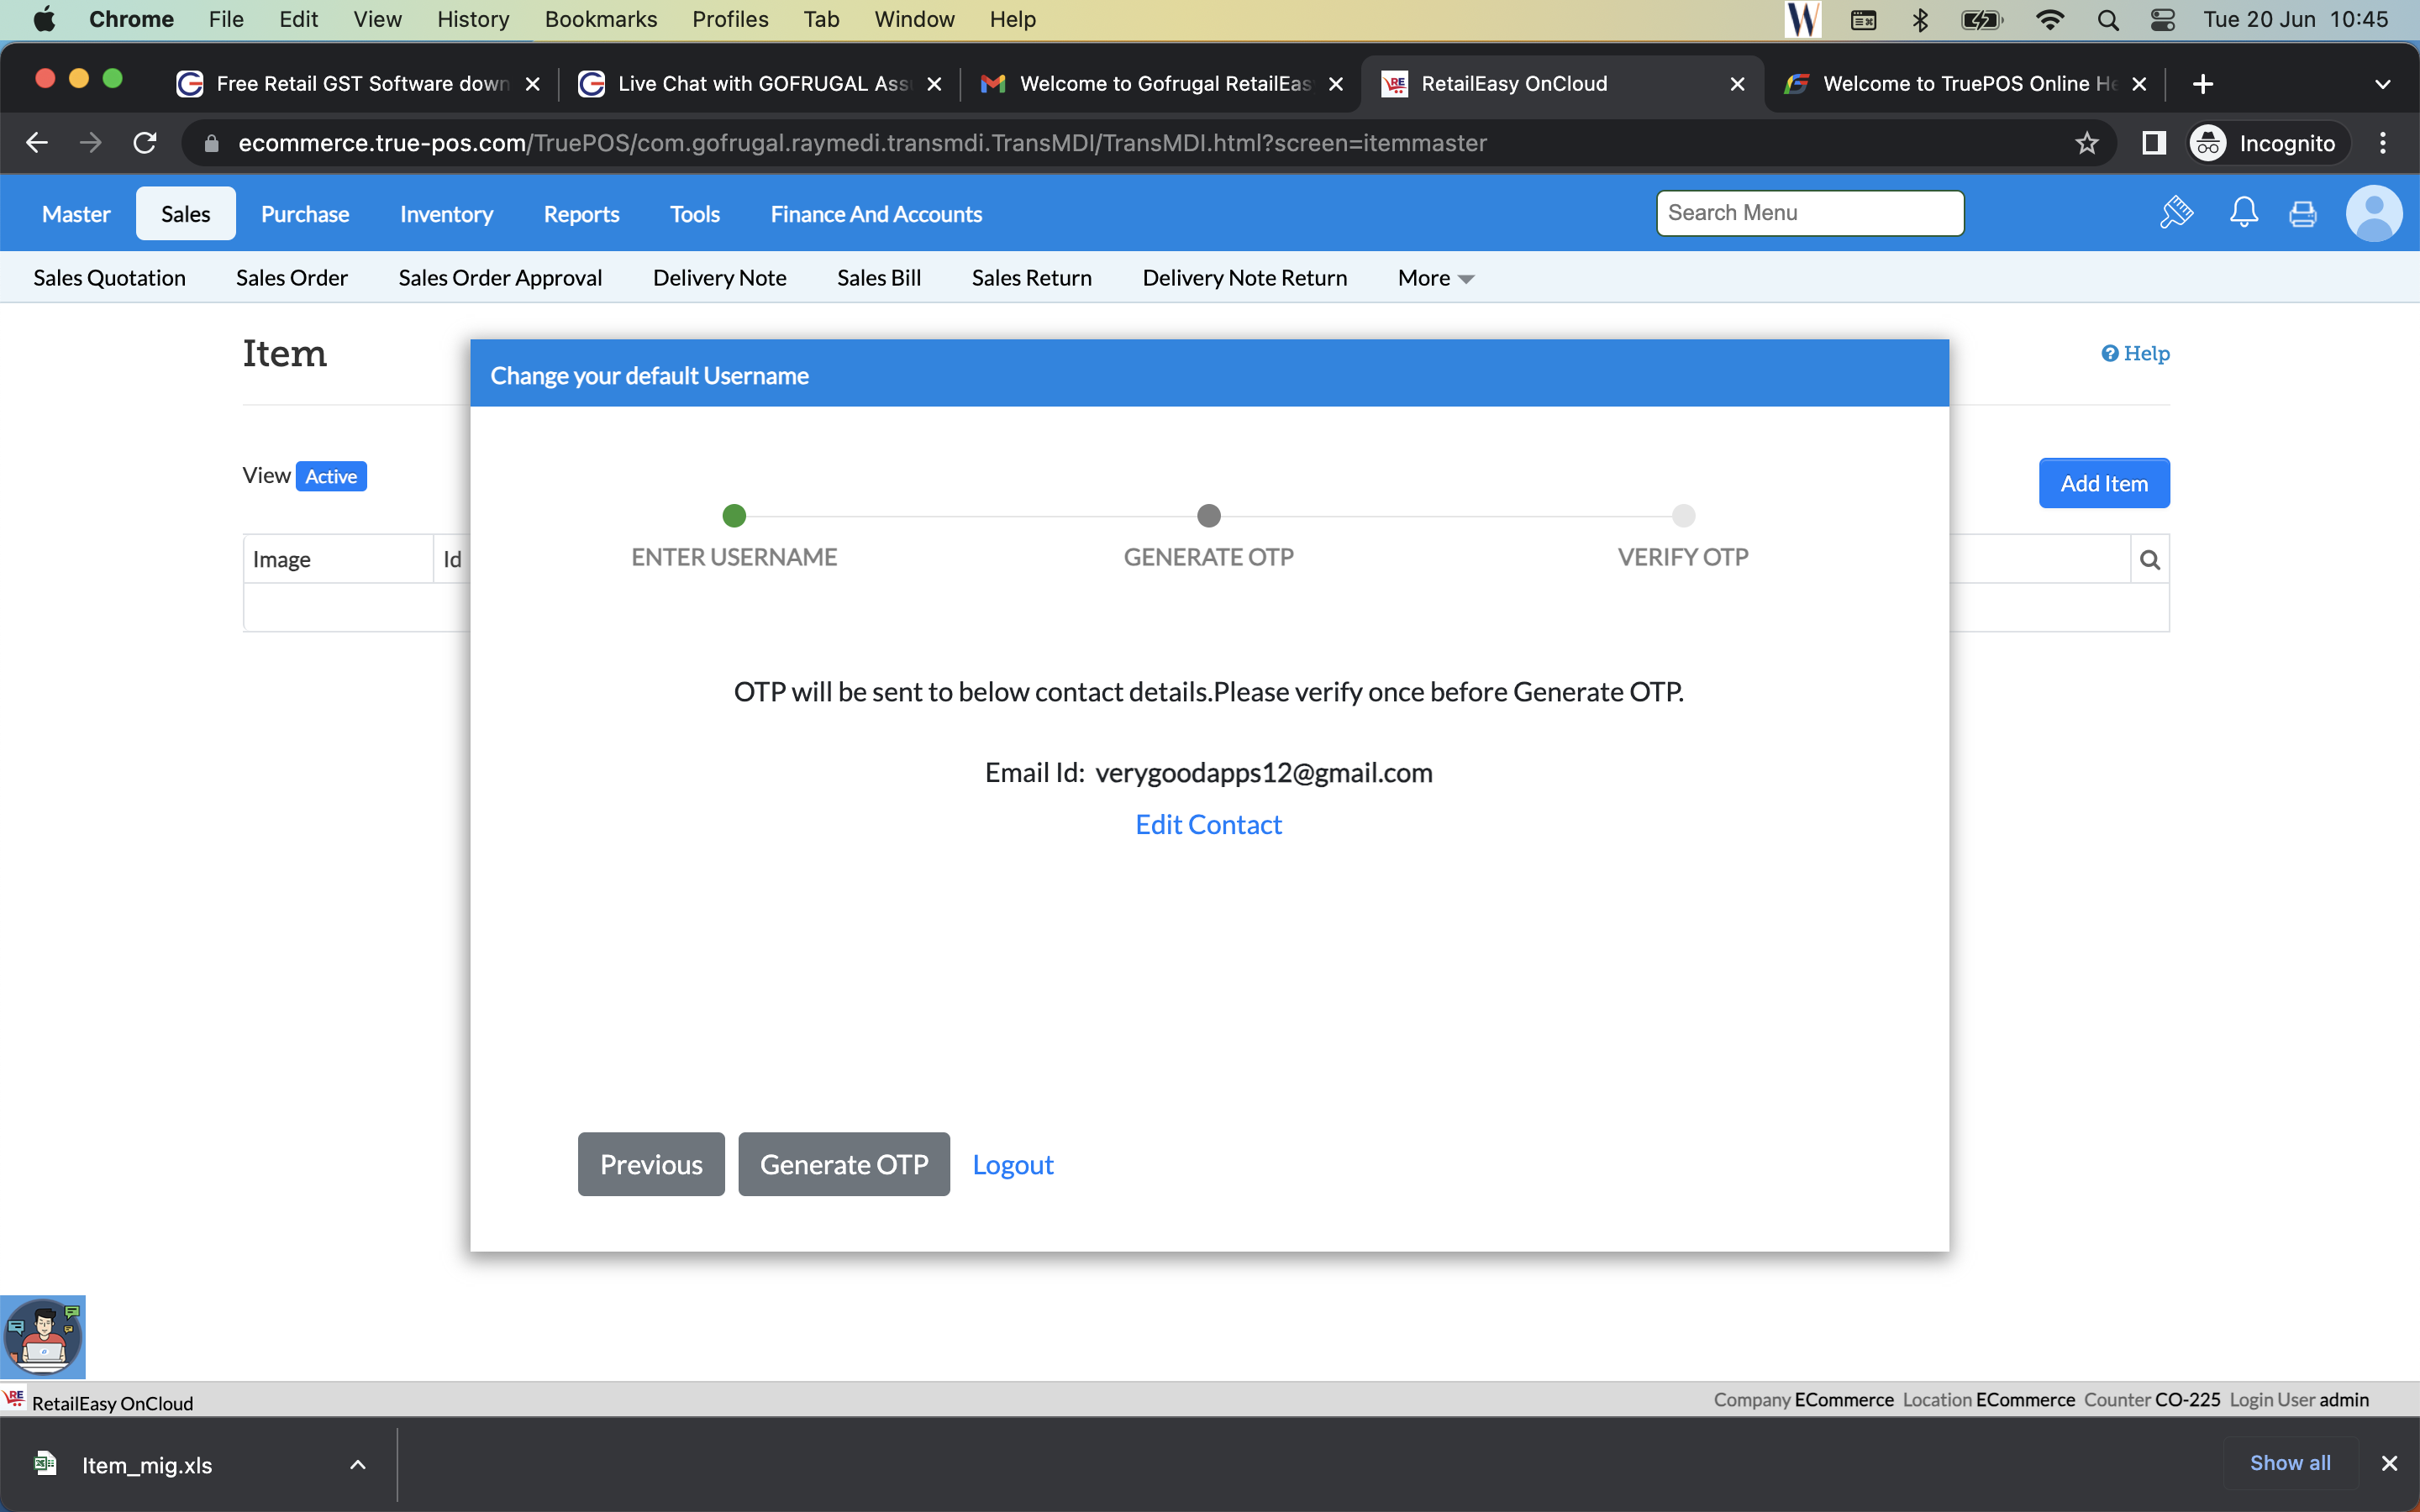 Chrome File Edit View History Bookmarks Profiles Tab Window Help Tue 20 Jun 10:45
Free Retail GST Software down Live Chat with GOFRUGAL Ass Welcome to Gofrugal RetailEas RetailEasy OnCloud Welcome to TruePOS Online He
ecommerce.true-pos.com/TruePOS/com.gofrugal.raymedi.transmdi.TransMDI/TransMDI.html?screen=itemmaster Incognito
Master Sales Purchase Inventory Reports Tools Finance And Accounts Search Menu
Sales Quotation Sales Order Sales Order Approval Delivery Note Sales Bill Sales Return Delivery Note Return More
Item
Help
Change your default Username
View Active
Add Item
ENTER USERNAME GENERATE OTP VERIFY OTP
Image Id
OTP will be sent to below contact details.Please verify once before Generate OTP.
Email Id: verygoodapps12@gmail.com
Edit Contact
Previous Generate OTP Logout
RetailEasy OnCloud
Company ECommerce Location ECommerce Counter CO-225 Login User admin
Item_mig.xls
Show all